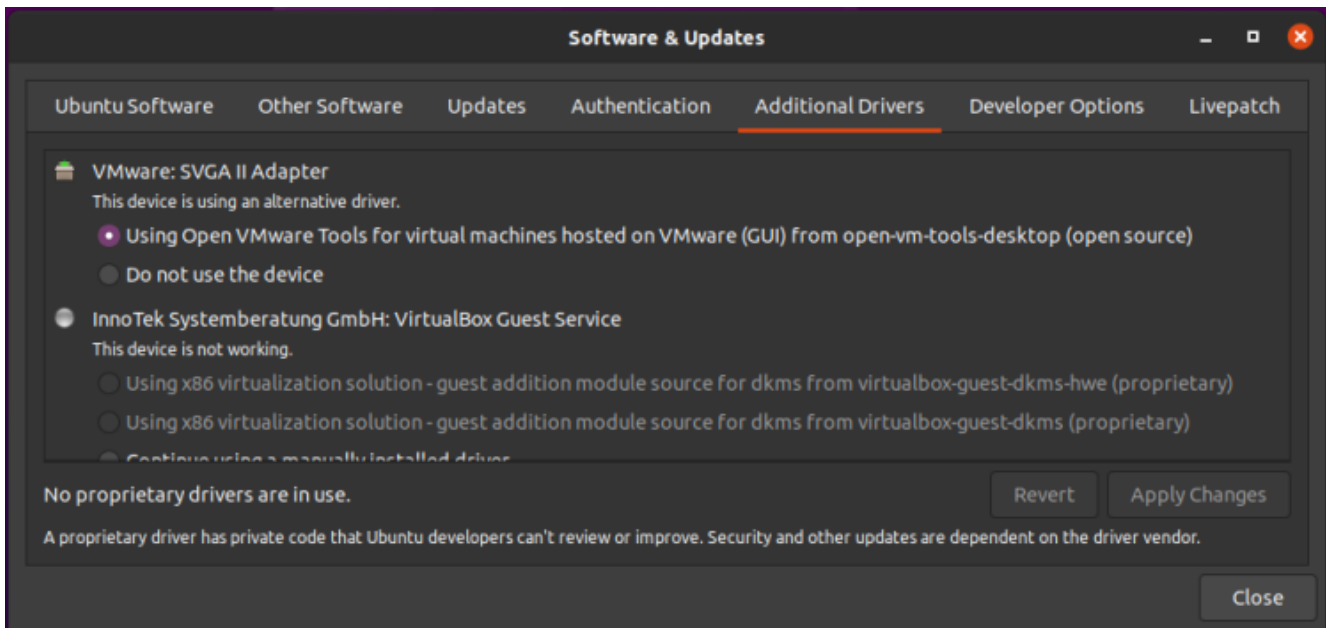 Software & Updates
Ubuntu Software Other Software Updates Authentication Additional Drivers Developer Options Livepatch
VMware: SVGA II Adapter
This device is using an alternative driver.
Using Open VMware Tools for virtual machines hosted on VMware (GUI) from open-vm-tools-desktop (open source)
Do not use the device
InnoTek Systemberatung GmbH: VirtualBox Guest Service
This device is not working.
Using x86 virtualization solution - guest addition module source for dkms from virtualbox-guest-dkms-hwe (proprietary)
Using x86 virtualization solution - guest addition module source for dkms from virtualbox-guest-dkms (proprietary)
Continue using a manually installed driver
No proprietary drivers are in use.
Revert Apply Changes
A proprietary driver has private code that Ubuntu developers can't review or improve. Security and other updates are dependent on the driver vendor.
Close